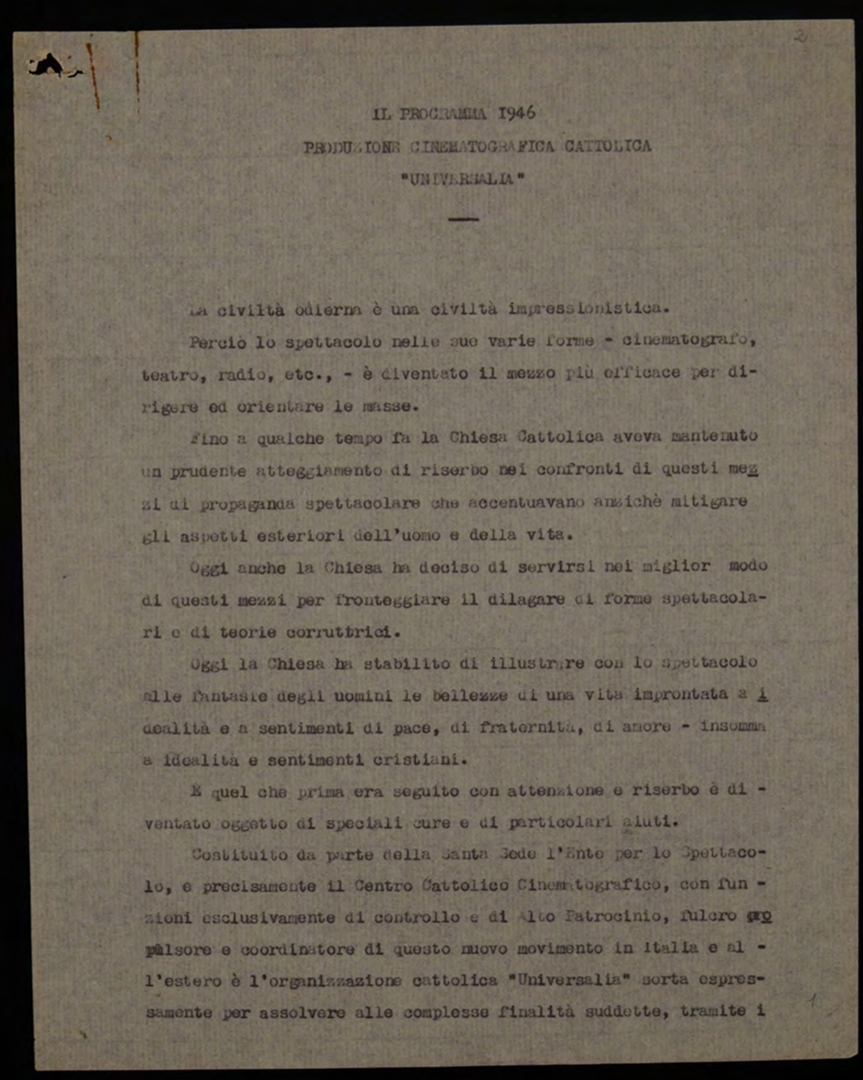 2
IL PROGRAMMA 1946
PRODUZIONE CINEMATOGRAFICA CATTOLICA
"UNIVERSALIA"
La civiltà odierna è una civiltà impressionistica.
Perciò lo spettacolo nelle sue varie forme - cinematografo,
teatro, radio, etc., - è diventato il mezzo più efficace per di-
rigere ed orientare le masse.
Fino a qualche tempo fa la Chiesa Cattolica aveva mantenuto
un prudente atteggiamento di riserbo nei confronti di questi mez
zi di propaganda spettacolare che accentuavano anzichè mitigare
gli aspetti esteriori dell'uomo e della vita.
Oggi anche la Chiesa ha deciso di servirsi nel miglior modo
di questi mezzi per fronteggiare il dilagare di forme spettacola-
ri e di teorie corruttrici.
Oggi la Chiesa ha stabilito di illustrare con lo spettacolo
alle fantasie degli uomini le bellezze di una vita improntata a i
dealità e a sentimenti di pace, di fraternità, di amore - insomma
a idealità e sentimenti cristiani.
E quel che prima era seguito con attenzione e riserbo è di -
ventato oggetto di speciali cure e di particolari aiuti.
Costituito da parte della Santa Sede l'Ente per lo Spettaco-
lo, e precisamente il Centro Cattolico Cinematografico, con fun -
zioni esclusivamente di controllo e di Alto Patrocinio, fulcro pro
pulsore e coordinatore di questo nuovo movimento in Italia e al -
l'estero è l'organizzazione cattolica "Universalia" sorta espres-
samente per assolvere alle complesse finalità suddette, tramite i
1